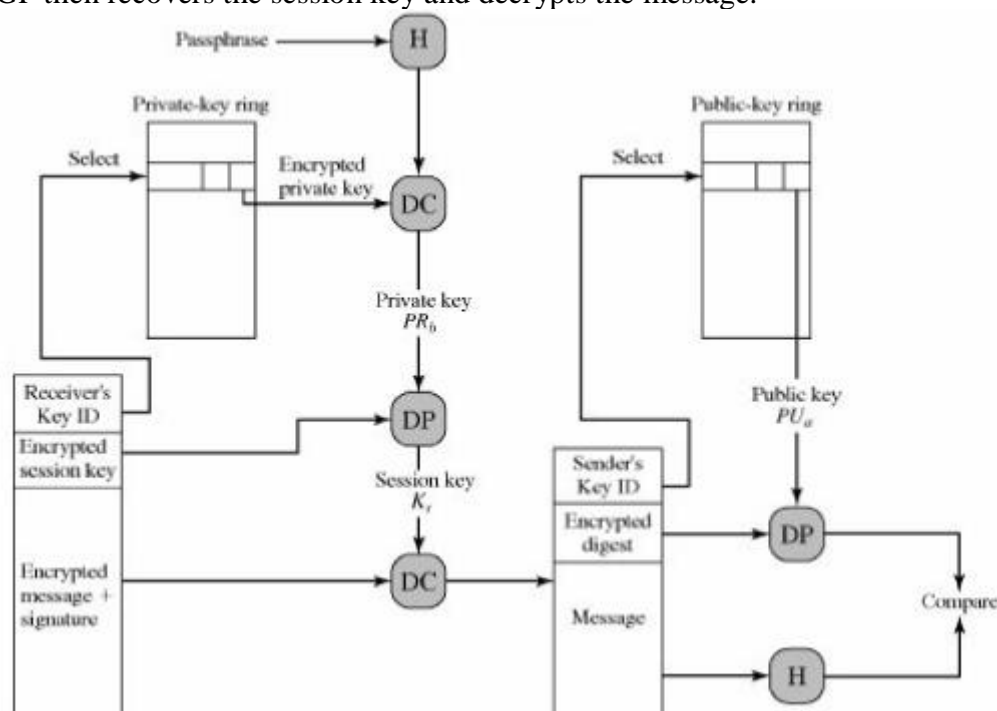 GP then recovers the session key and decrypts the message.
Passphrase
H
Private-key ring
Public-key ring
Select
Encrypted
private key
Select
DC
Private key
PRb
Receiver's
Key ID
Public key
PUa
DP
Encrypted
session key
Sender's
Key ID
Session key
Ks
Encrypted
digest
DP
Encrypted
message +
signature
DC
Message
Compare
H